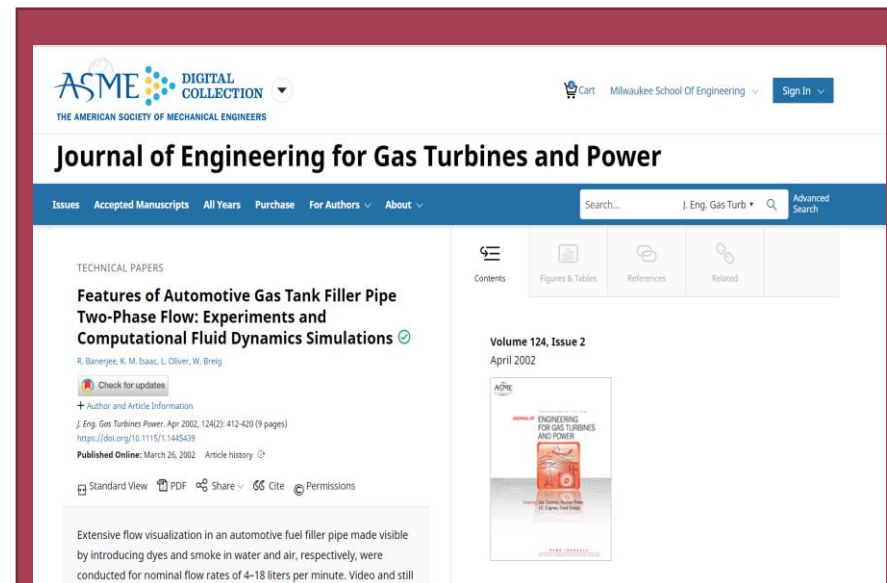 ASME DIGITAL COLLECTION
THE AMERICAN SOCIETY OF MECHANICAL ENGINEERS
Cart Milwaukee School Of Engineering Sign In
Journal of Engineering for Gas Turbines and Power
Issues Accepted Manuscripts All Years Purchase For Authors About Search... J. Eng. Gas Turb Advanced Search
TECHNICAL PAPERS
Features of Automotive Gas Tank Filler Pipe
Two-Phase Flow: Experiments and
Computational Fluid Dynamics Simulations
R. Banerjee, K. M. Isaac, L. Oliver, W. Breig
Check for updates
+ Author and Article Information
J. Eng. Gas Turbines Power. Apr 2002, 124(2): 412-420 (9 pages)
https://doi.org/10.1115/1.1445439
Published Online: March 26, 2002 Article history
Standard View PDF Share Cite Permissions
Extensive flow visualization in an automotive fuel filler pipe made visible
by introducing dyes and smoke in water and air, respectively, were
conducted for nominal flow rates of 4–18 liters per minute. Video and still
Contents Figures & Tables References Related
Volume 124, Issue 2
April 2002
ASME
JOURNAL OF ENGINEERING
FOR GAS TURBINES
AND POWER